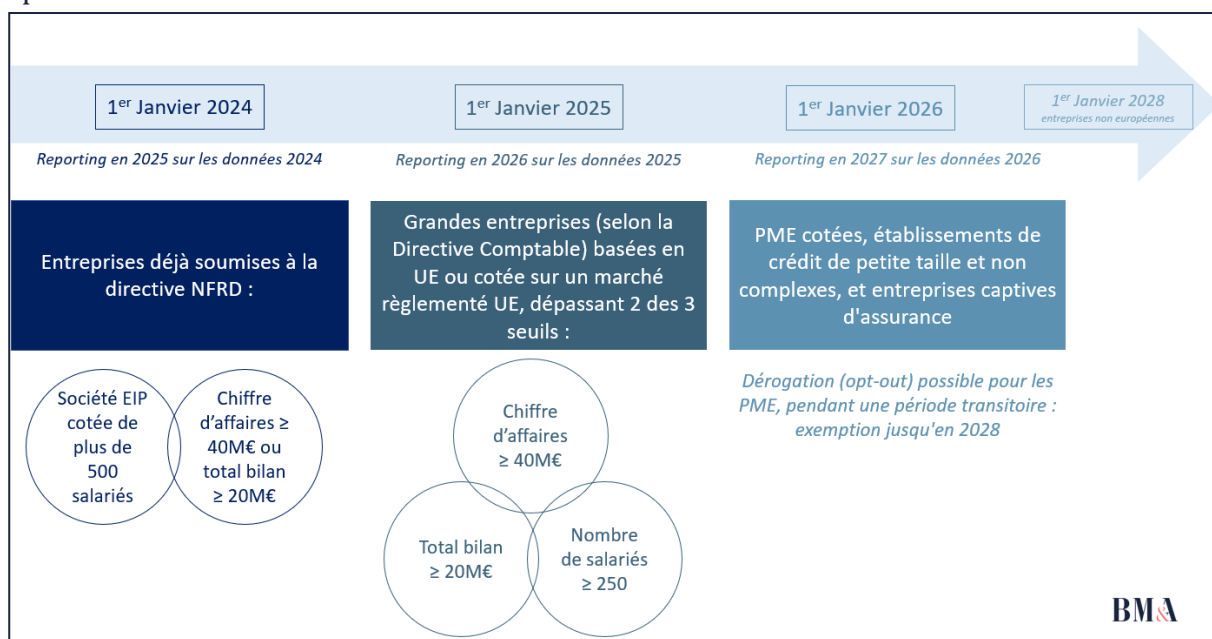 1er Janvier 2024
1er Janvier 2025
1er Janvier 2026
1er Janvier 2028
entreprises non européennes
Reporting en 2025 sur les données 2024
Reporting en 2026 sur les données 2025
Reporting en 2027 sur les données 2026
Entreprises déjà soumises à la
directive NFRD :
Grandes entreprises (selon la
Directive Comptable) basées en
UE ou cotée sur un marché
règlementé UE, dépassant 2 des 3
seuils :
PME cotées, établissements de
crédit de petite taille et non
complexes, et entreprises captives
d'assurance
Société EIP
cotée de
plus de
500
salariés
Chiffre
d’affaires ≥
40M€ ou
total bilan
≥ 20M€
Chiffre
d’affaires
≥ 40M€
Total bilan
≥ 20M€
Nombre
de salariés
≥ 250
Dérogation (opt-out) possible pour les
PME, pendant une période transitoire :
exemption jusqu'en 2028
BM&A